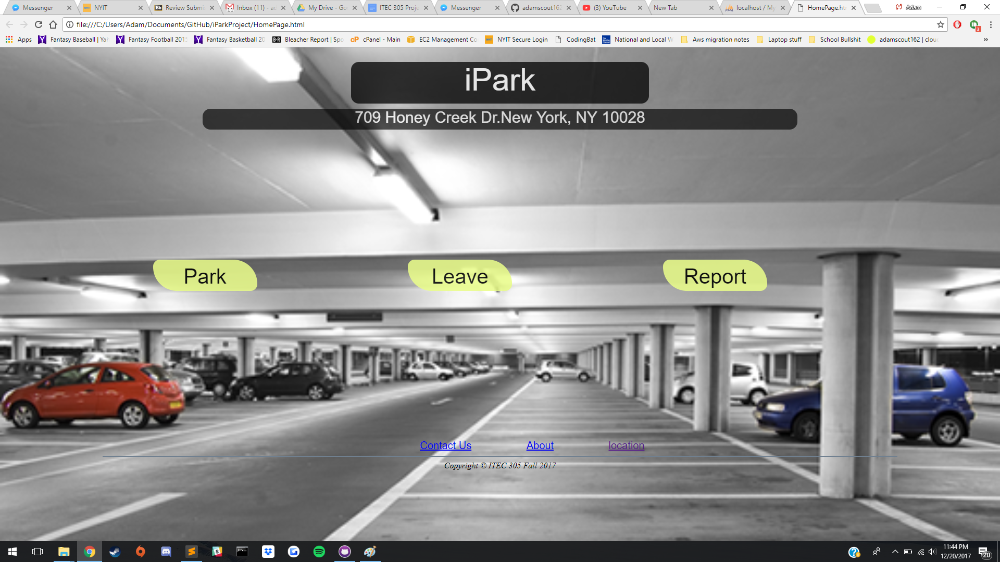 Messenger
NYIT
Review Submi
Inbox (11) - ac
My Drive - Go
ITEC 305 Proje
Messenger
adamscout162
(3) YouTube
New Tab
localhost / My
HomePage.ht
Adam
file:///C:/Users/Adam/Documents/GitHub/iParkProject/HomePage.html
3
Apps
Fantasy Baseball | Yah
Fantasy Football 2015
Fantasy Basketball 20
Bleacher Report | Spo
cPanel - Main
EC2 Management Co
NYIT Secure Login
CodingBat
National and Local W
Aws migration notes
Laptop stuff
School Bullshit
adamscout162 | clou
»
iPark
709 Honey Creek Dr.New York, NY 10028
Park
Leave
Report
Contact Us
About
location
Copyright © ITEC 305 Fall 2017
11:44 PM
12/20/2017
20